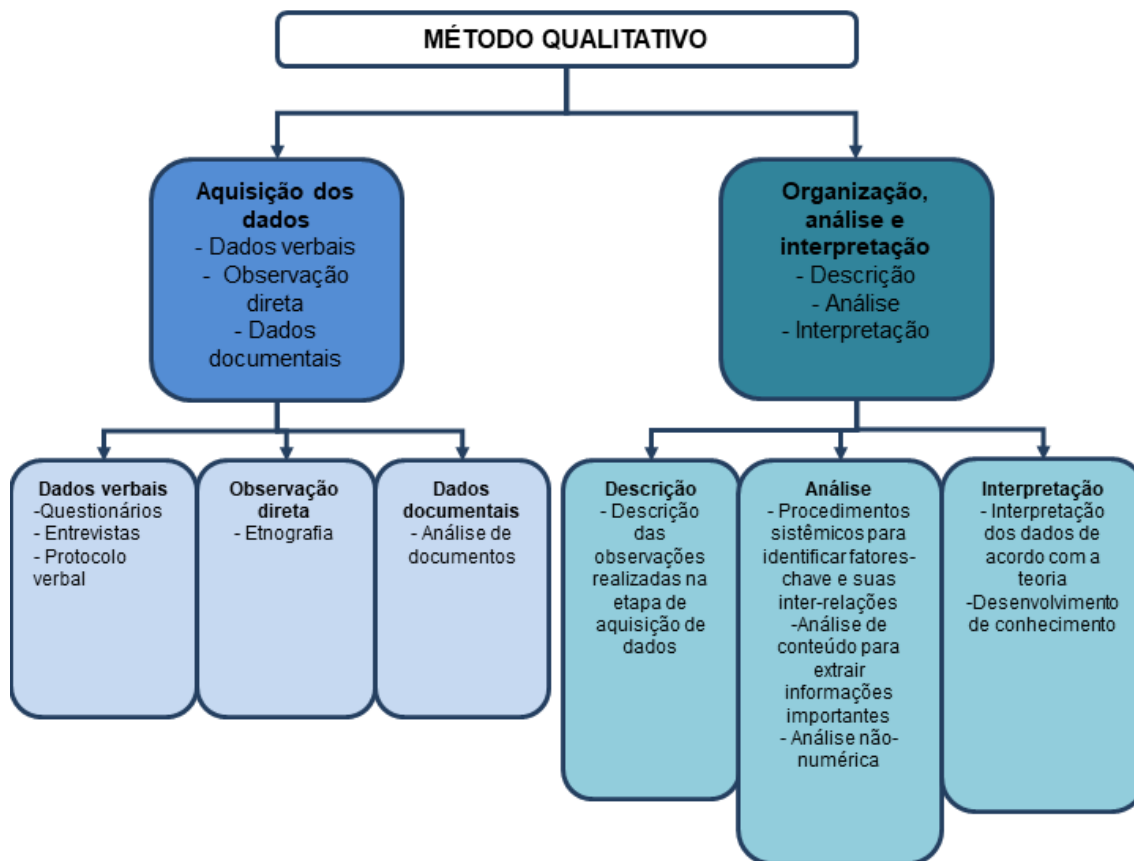 MÉTODO QUALITATIVO
Aquisição dos
dados
- Dados verbais
- Observação
direta
- Dados
documentais
Organização,
análise e
interpretação
- Descrição
- Análise
- Interpretação
Dados verbais
-Questionários
- Entrevistas
- Protocolo
verbal
Observação
direta
- Etnografia
Dados
documentais
- Análise de
documentos
Descrição
- Descrição
das
observações
realizadas na
etapa de
aquisição de
dados
Análise
- Procedimentos
sistêmicos para
identificar fatores-
chave e suas
inter-relações
-Análise de
conteúdo para
extrair
informações
importantes
- Análise não-
numérica
Interpretação
- Interpretação
dos dados de
acordo com a
teoria
-Desenvolvimento
de conhecimento